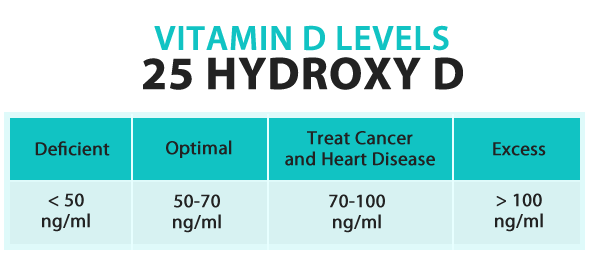 VITAMIN D LEVELS
25 HYDROXY D
Deficient
Optimal
Treat Cancer
and Heart Disease
Excess
< 50
ng/ml
50-70
ng/ml
70-100
ng/ml
> 100
ng/ml